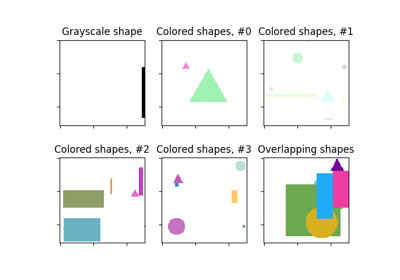 Grayscale shape
Colored shapes, #0
Colored shapes, #1
Colored shapes, #2
Colored shapes, #3
Overlapping shapes